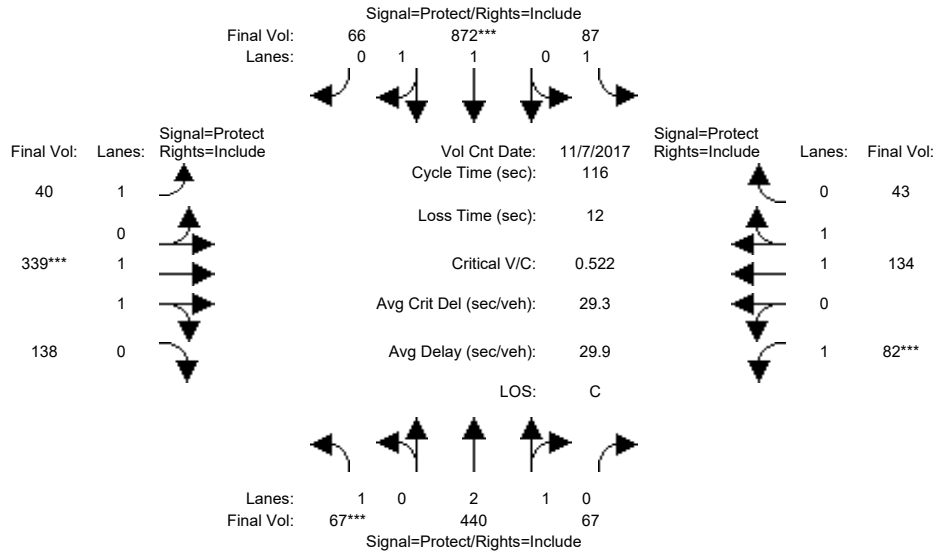 Signal=Protect/Rights=Include
Final Vol: 66 872*** 87
Lanes: 0 1 1 0 1
Signal=Protect
Final Vol: Lanes: Rights=Include
Vol Cnt Date: 11/7/2017
Signal=Protect
Rights=Include Lanes: Final Vol:
Cycle Time (sec): 116
40 1
0 43
Loss Time (sec): 12
0
1
339*** 1
Critical V/C: 0.522
1 134
1
Avg Crit Del (sec/veh): 29.3
0
138 0
Avg Delay (sec/veh): 29.9
1 82***
LOS: C
Lanes: 1 0 2 1 0
Final Vol: 67*** 440 67
Signal=Protect/Rights=Include